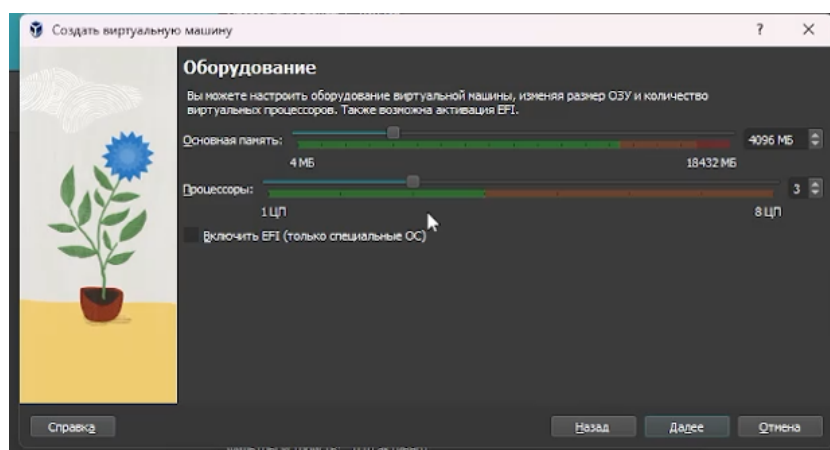 Создать виртуальную машину
?
Оборудование
Вы можете настроить оборудование виртуальной машины, изменяя размер ОЗУ и количество
виртуальных процессоров. Также возможна активация EFI.
Основная память:
4096 МБ
4 МБ
18432 МБ
Процессоры:
3
1 ЦП
8 ЦП
Включить EFI (только специальные ОС)
Справка
Назад
Далее
Отмена